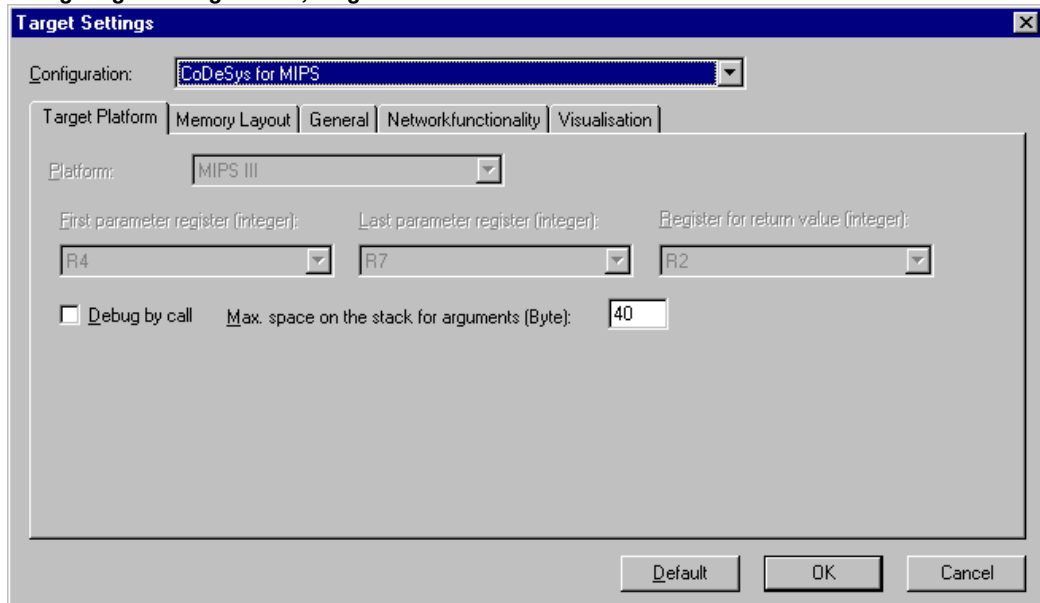 Target Settings
Configuration: CoDeSys for MIPS
Target Platform Memory Layout General Networkfunctionality Visualisation
Platform: MIPS III
First parameter register (integer): Last parameter register (integer): Register for return value (integer):
R4 R7 R2
Debug by call Max. space on the stack for arguments (Byte): 40
Default OK Cancel